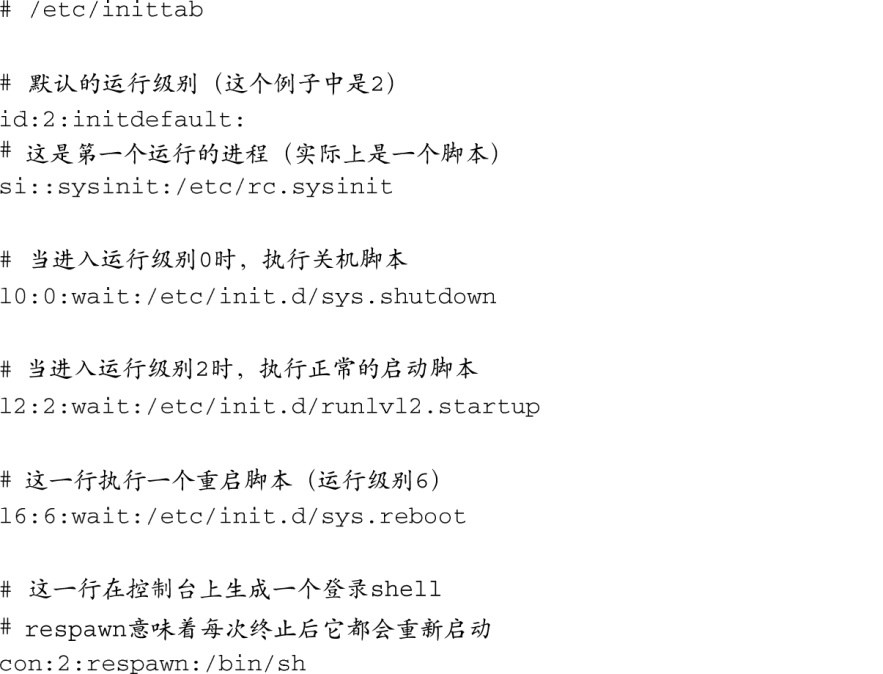 # /etc/inittab
# 默认的运行级别（这个例子中是2）
id:2:initdefault:
# 这是第一个运行的进程（实际上是一个脚本）
si::sysinit:/etc/rc.sysinit
# 当进入运行级别0时，执行关机脚本
l0:0:wait:/etc/init.d/sys.shutdown
# 当进入运行级别2时，执行正常的启动脚本
l2:2:wait:/etc/init.d/runlvl2.startup
# 这一行执行一个重启脚本（运行级别6）
l6:6:wait:/etc/init.d/sys.reboot
# 这一行在控制台上生成一个登录shell
# respawn意味着每次终止后它都会重新启动
con:2:respawn:/bin/sh